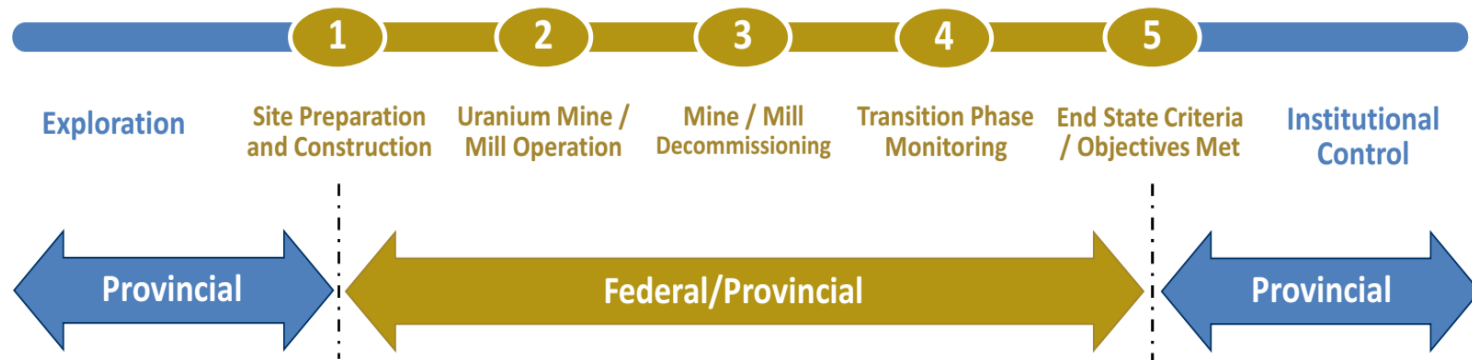 1
2
3
4
5
Exploration
Site Preparation
and Construction
Uranium Mine /
Mill Operation
Mine / Mill
Decommissioning
Transition Phase
Monitoring
End State Criteria
/ Objectives Met
Institutional
Control
Provincial
Federal/Provincial
Provincial